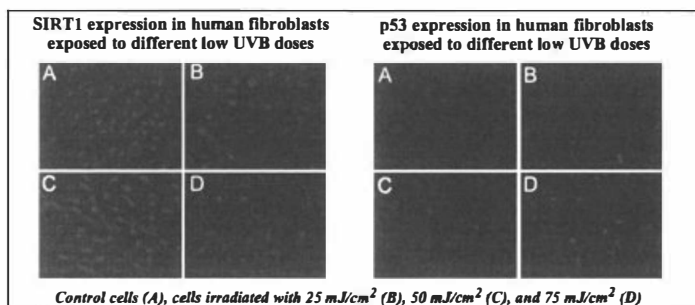 SIRT1 expression in human fibroblasts
exposed to different low UVB doses
p53 expression in human fibroblasts
exposed to different low UVB doses
A
B
C
D
A
B
C
D
Control cells (A), cells irradiated with 25 mJ/cm² (B), 50 mJ/cm² (C), and 75 mJ/cm² (D)